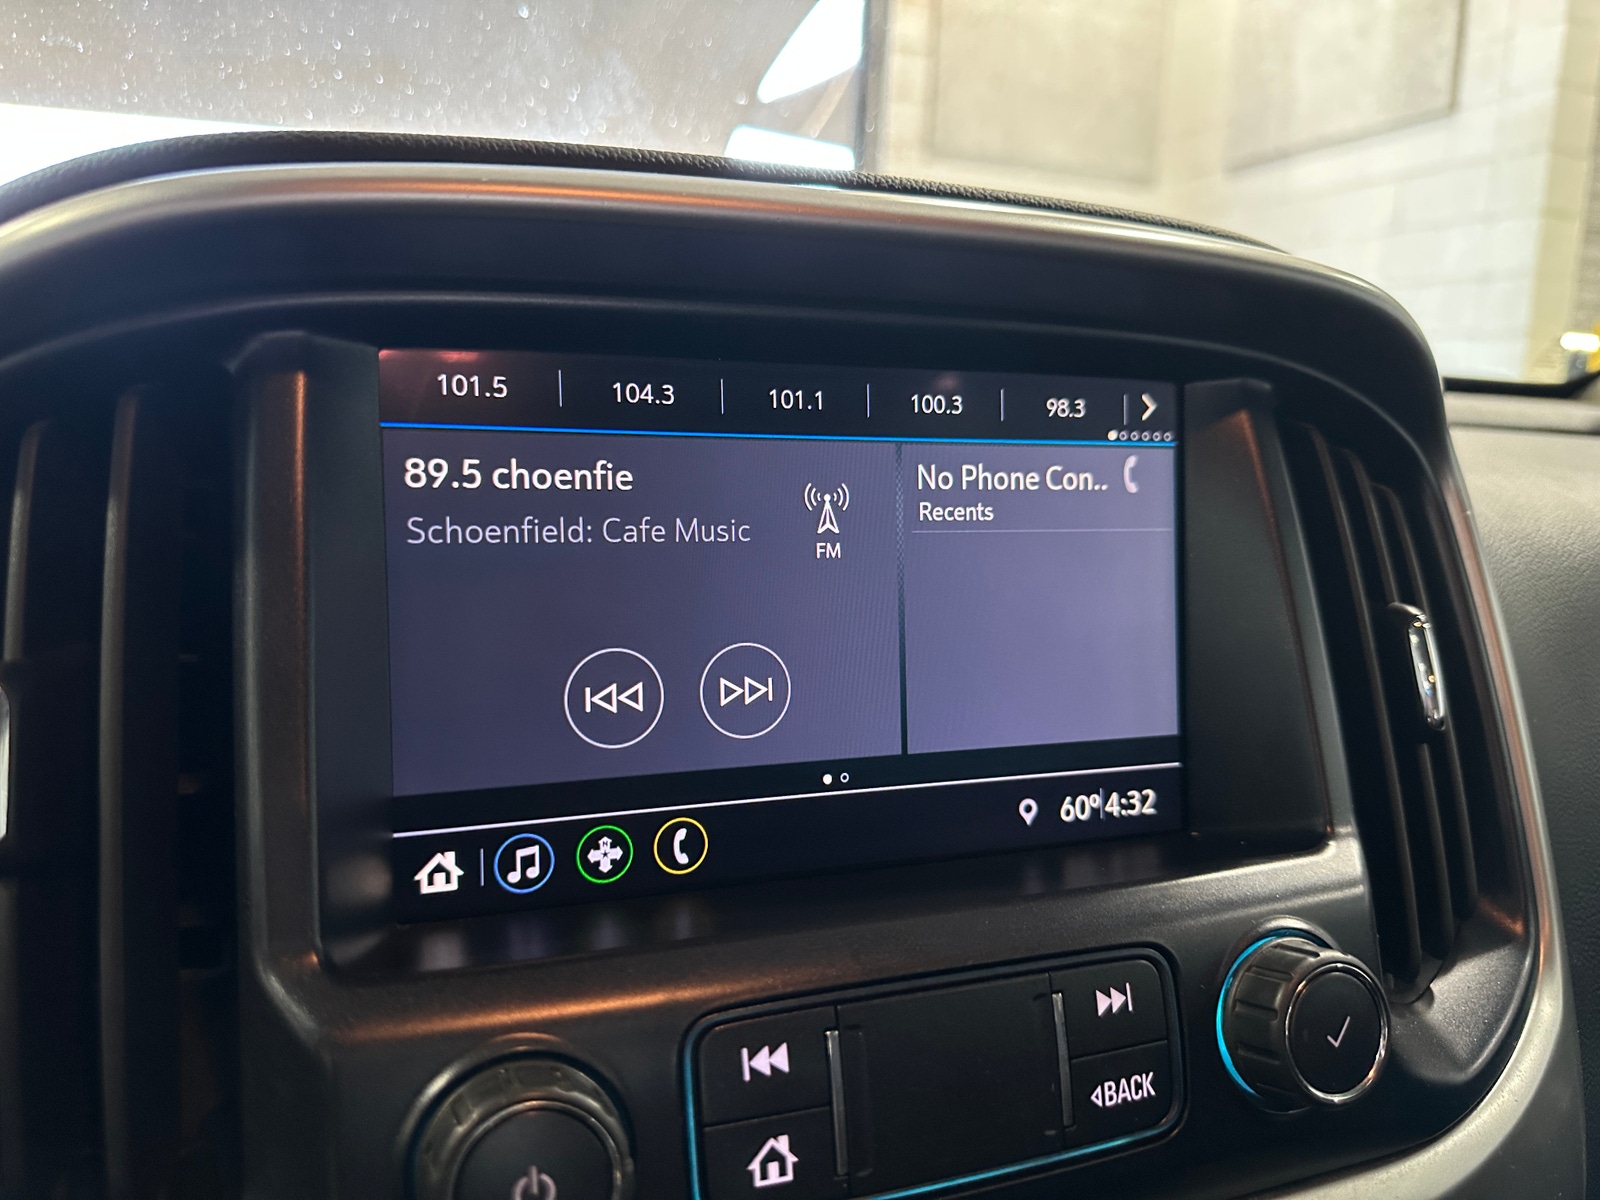 101.5 | 104.3 | 101.1 | 100.3 | 98.3
89.5 choenfie
Schoenfield: Cafe Music
FM
No Phone Con..
Recents
60° 4:32
BACK